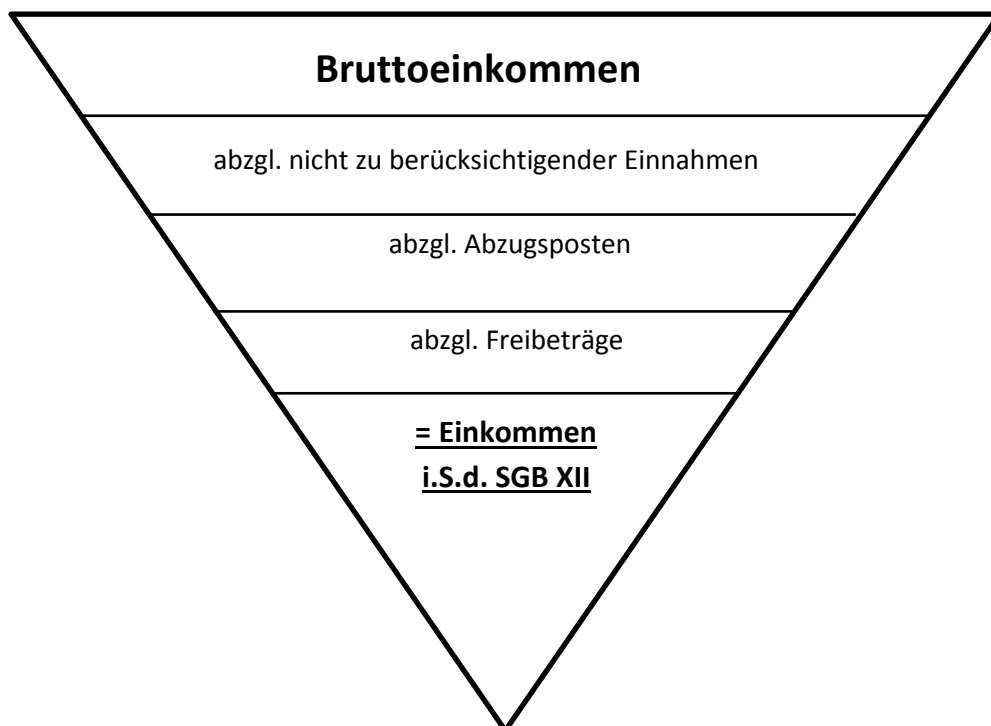 Bruttoeinkommen
abzgl. nicht zu berücksichtigender Einnahmen
abzgl. Abzugsposten
abzgl. Freibeträge
= Einkommen
i.S.d. SGB XII